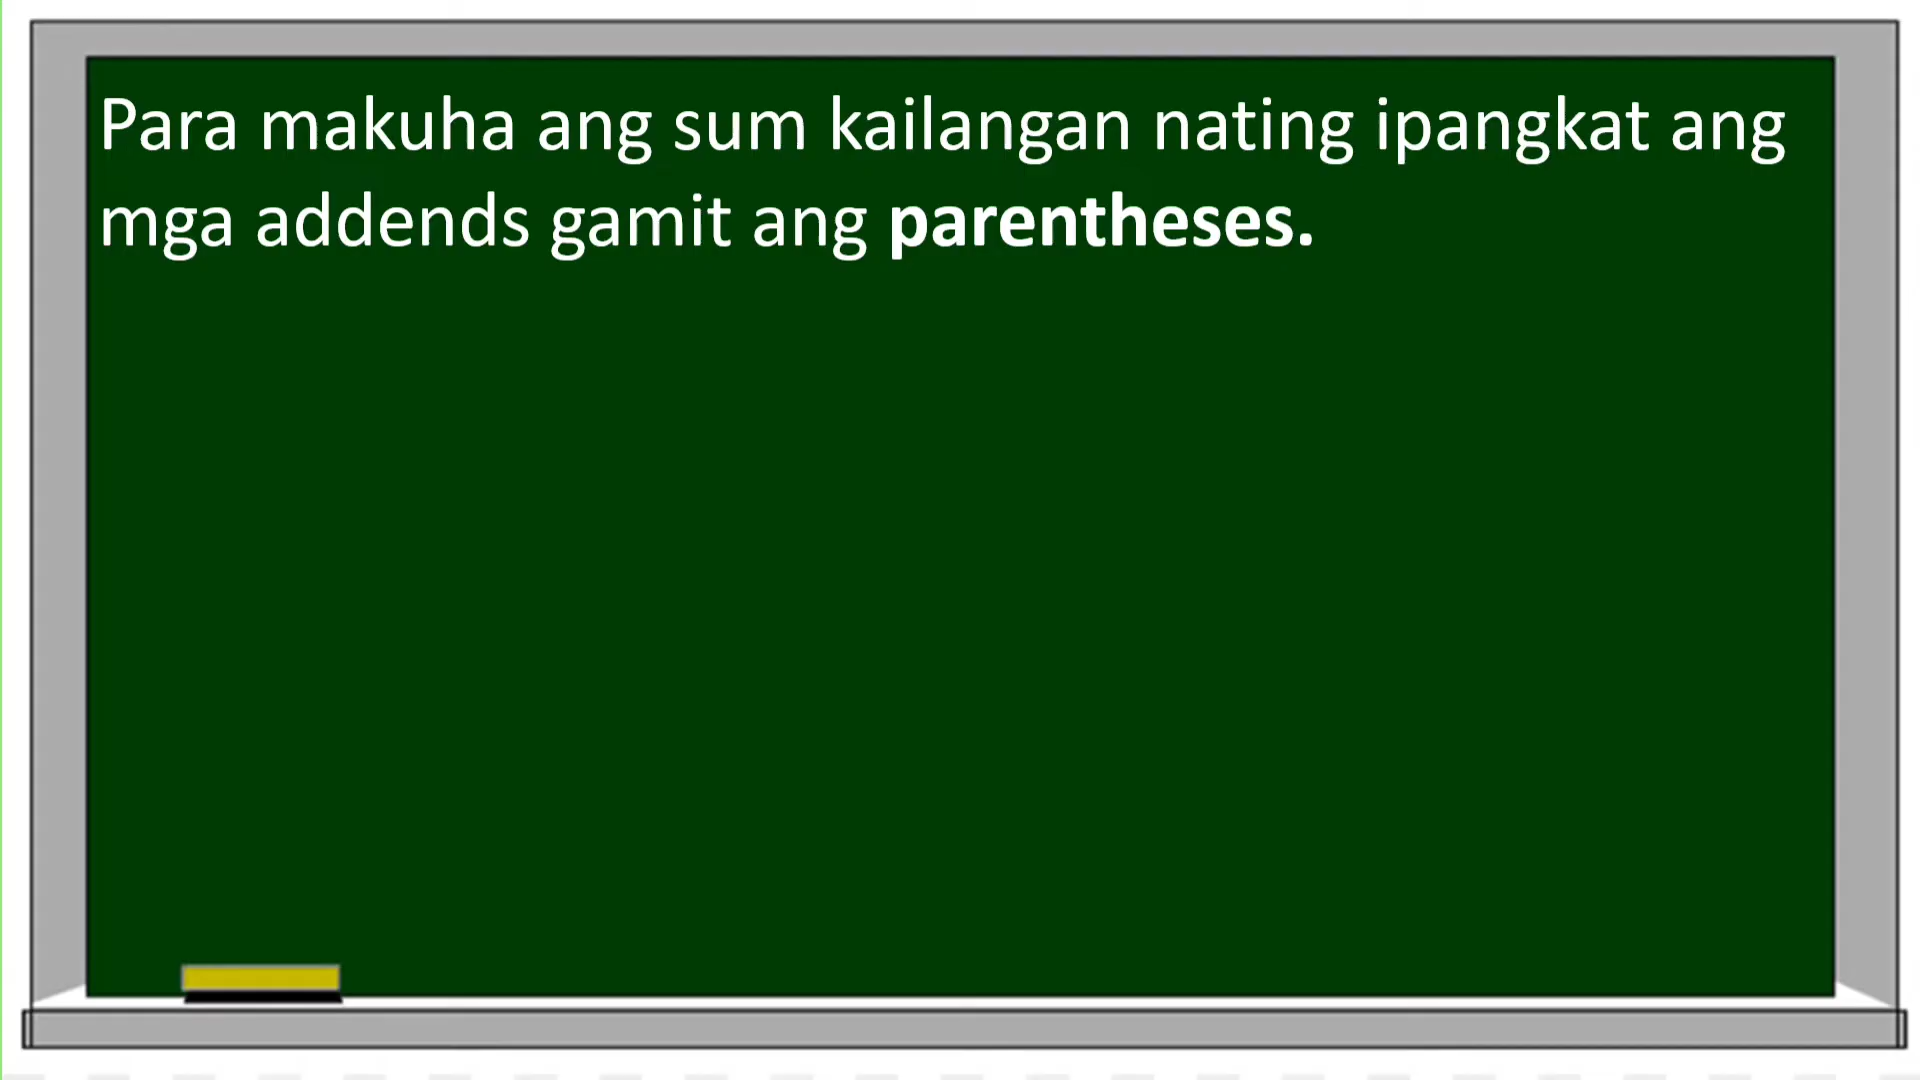 Para makuha ang sum kailangan nating ipangkat ang
mga addends gamit ang parentheses.